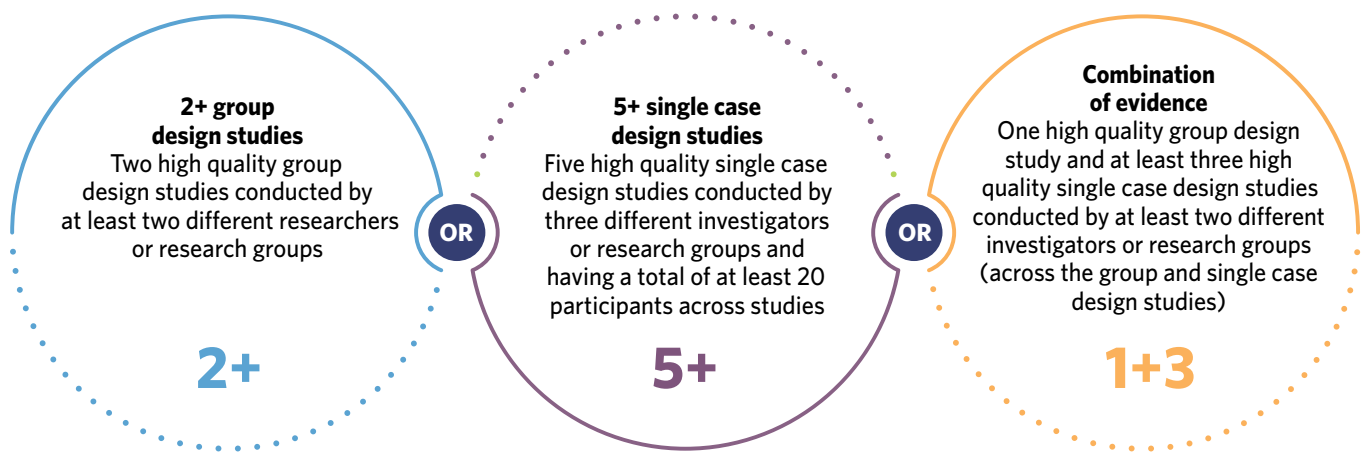 2+ group
design studies
Two high quality group
design studies conducted by
at least two different researchers
or research groups
2+
OR
5+ single case
design studies
Five high quality single case
design studies conducted by
three different investigators
or research groups and
having a total of at least 20
participants across studies
5+
OR
Combination
of evidence
One high quality group design
study and at least three high
quality single case design studies
conducted by at least two different
investigators or research groups
(across the group and single case
design studies)
1+3